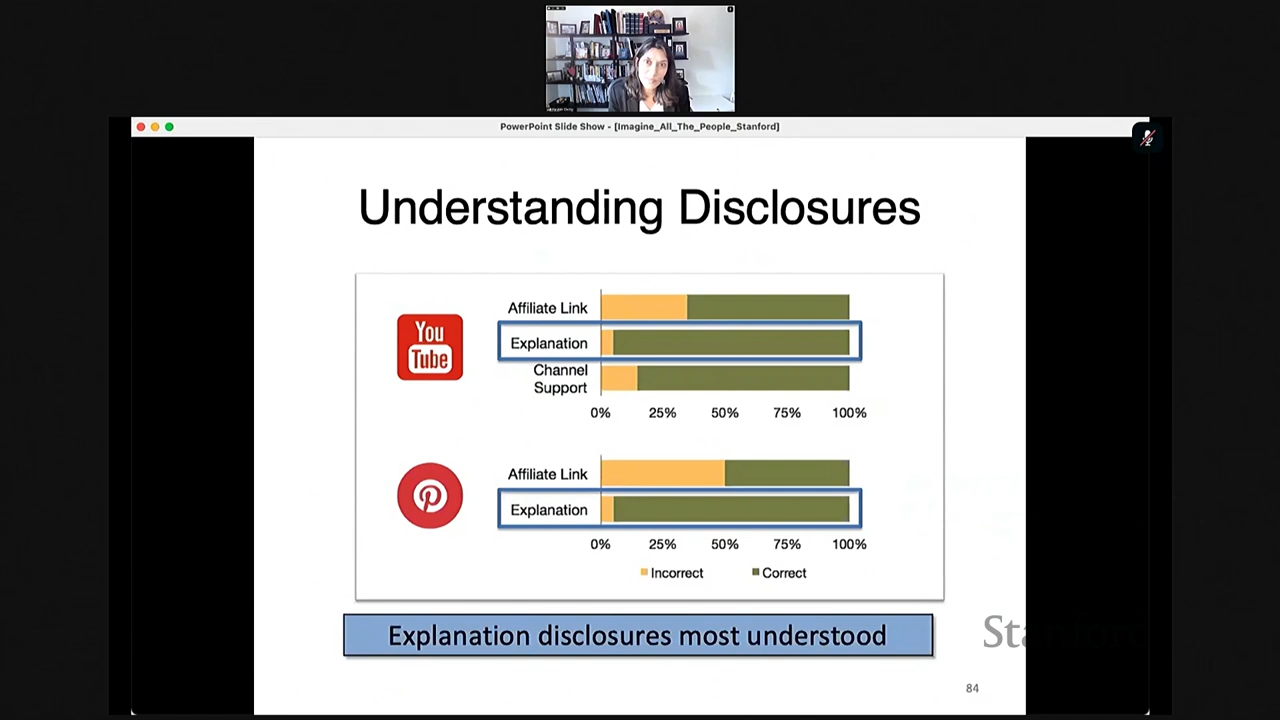 PowerPoint Slide Show - [Imagine_All_The_People_Stanford]
Understanding Disclosures
You
Tube
Affiliate Link
Explanation
Channel
Support
0% 25% 50% 75% 100%
Affiliate Link
Explanation
0% 25% 50% 75% 100%
Incorrect Correct
Explanation disclosures most understood
Stanford
84